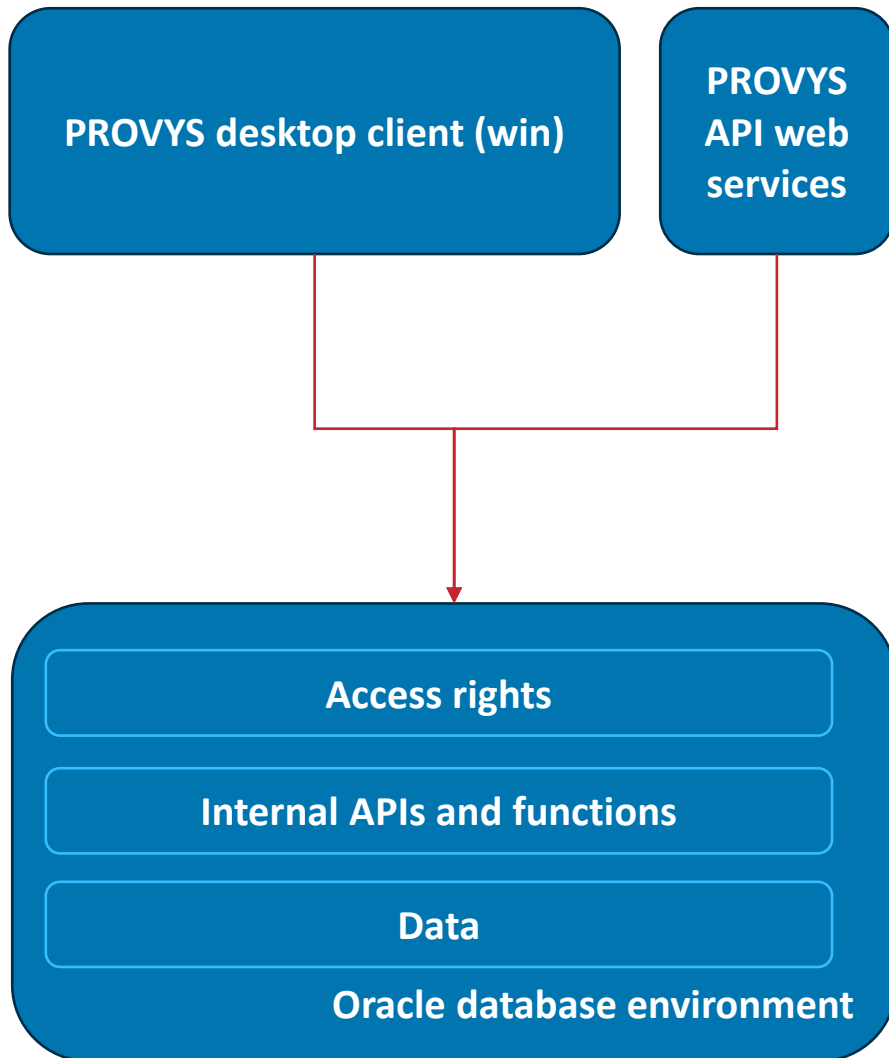 PROVYS desktop client (win)
PROVYS
API web
services
Access rights
Internal APIs and functions
Data
Oracle database environment